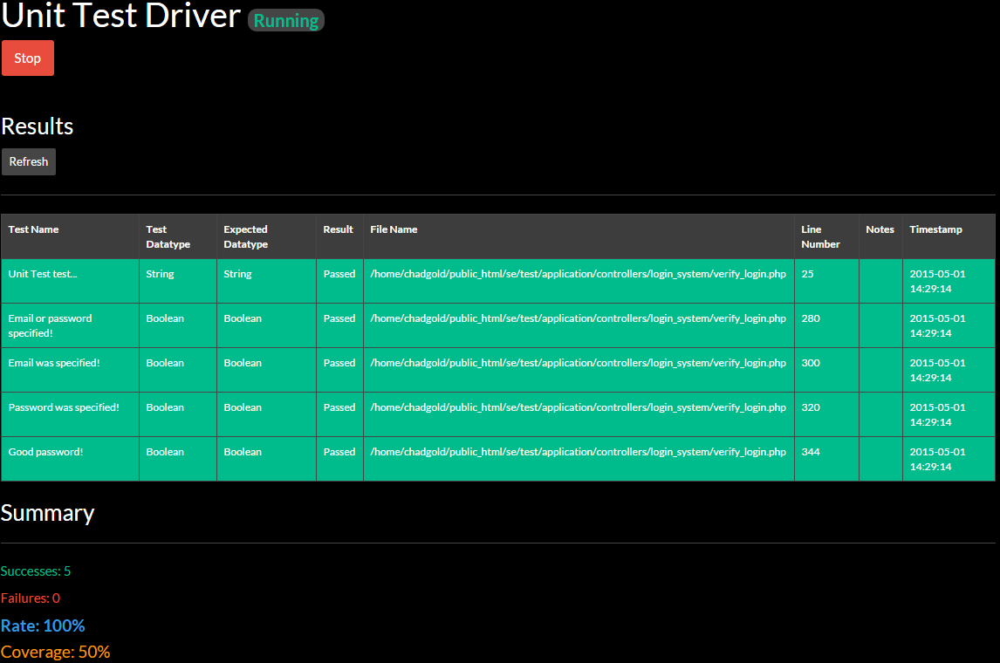 Unit Test Driver Running
Stop
Results
Refresh
Test Name Test Datatype Expected Datatype Result File Name Line Number Notes Timestamp
Unit Test test... String String Passed /home/chadgold/public_html/se/test/application/controllers/login_system/verify_login.php 25 2015-05-01 14:29:14
Email or password specified! Boolean Boolean Passed /home/chadgold/public_html/se/test/application/controllers/login_system/verify_login.php 280 2015-05-01 14:29:14
Email was specified! Boolean Boolean Passed /home/chadgold/public_html/se/test/application/controllers/login_system/verify_login.php 300 2015-05-01 14:29:14
Password was specified! Boolean Boolean Passed /home/chadgold/public_html/se/test/application/controllers/login_system/verify_login.php 320 2015-05-01 14:29:14
Good password! Boolean Boolean Passed /home/chadgold/public_html/se/test/application/controllers/login_system/verify_login.php 344 2015-05-01 14:29:14
Summary
Successes: 5
Failures: 0
Rate: 100%
Coverage: 50%